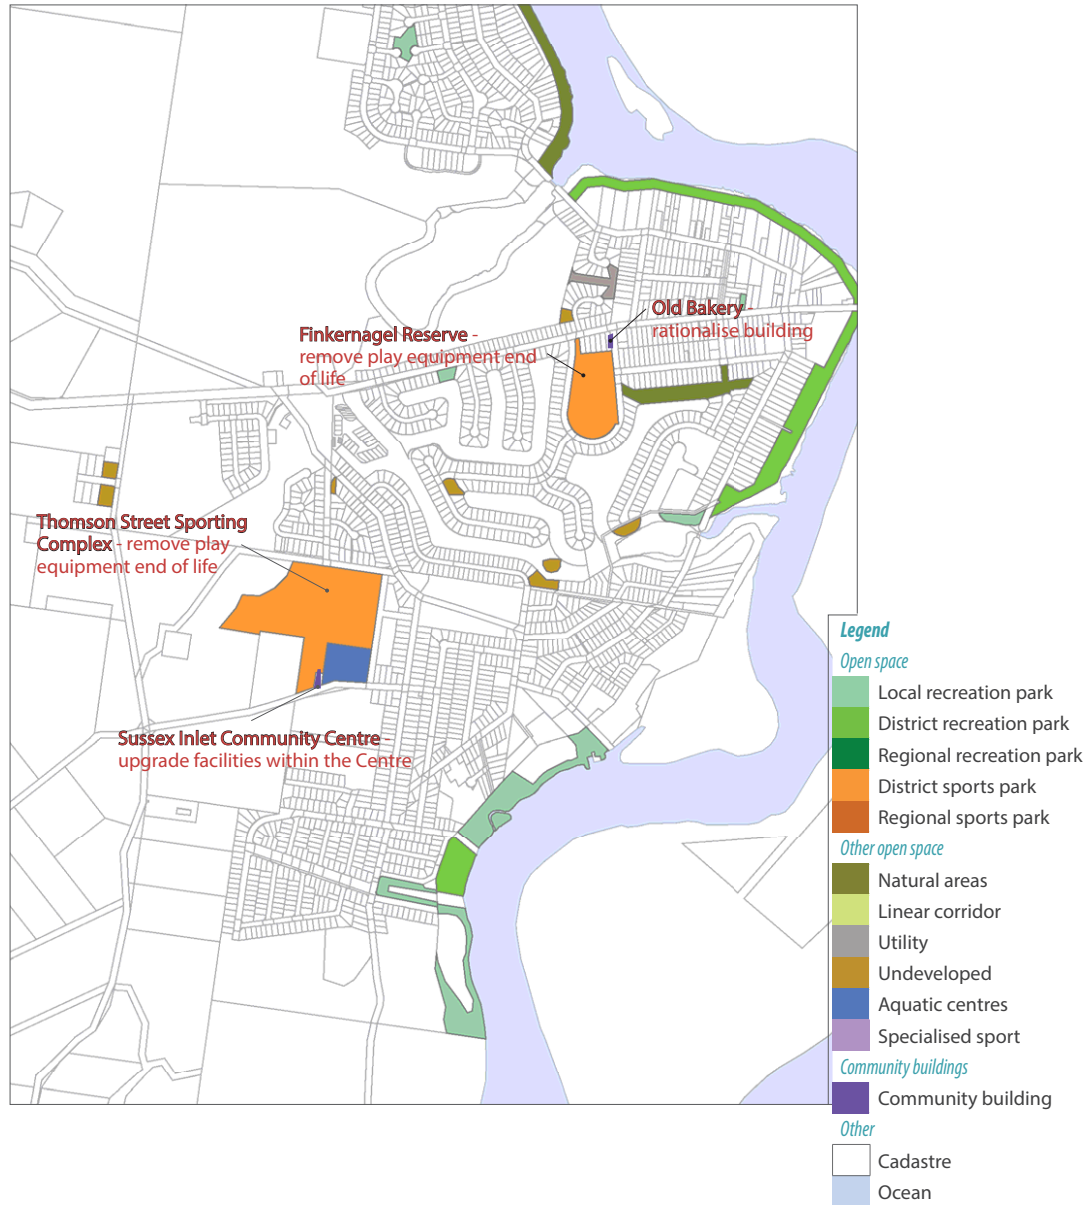 Old Bakery -
rationalise building
Finkernagel Reserve -
remove play equipment end
of life
Thomson Street Sporting
Complex - remove play
equipment end of life
Sussex Inlet Community Centre -
upgrade facilities within the Centre
Legend
Open space
Local recreation park
District recreation park
Regional recreation park
District sports park
Regional sports park
Other open space
Natural areas
Linear corridor
Utility
Undeveloped
Aquatic centres
Specialised sport
Community buildings
Community building
Other
Cadastre
Ocean